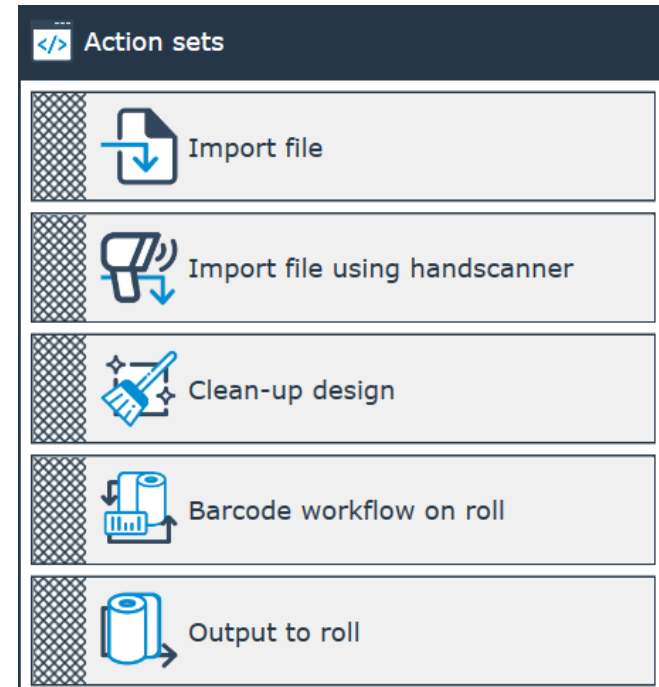 Action sets
Import file
Import file using handscanner
Clean-up design
Barcode workflow on roll
Output to roll